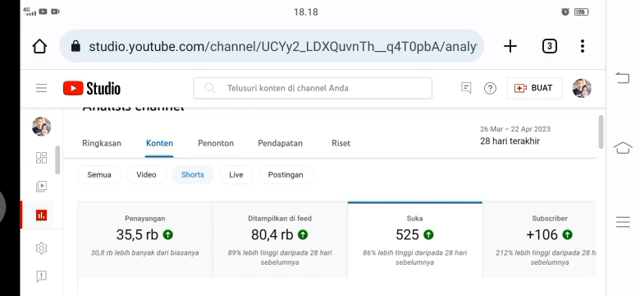 4G
18.18
studio.youtube.com/channel/UCYy2_LDXQuvnTh__q4T0pbA/analy
3
Studio
Telusuri konten di channel Anda
BUAT
Analisis channel
26 Mar – 22 Apr 2023
Ringkasan Konten Penonton Pendapatan Riset
28 hari terakhir
Semua Video Shorts Live Postingan
Penayangan
35,5 rb
30,8 rb lebih banyak dari biasanya
Ditampilkan di feed
80,4 rb
89% lebih tinggi daripada 28 hari
sebelumnya
Suka
525
86% lebih tinggi daripada 28 hari
sebelumnya
Subscriber
+106
212% lebih tinggi daripada 28 h
sebelumnya